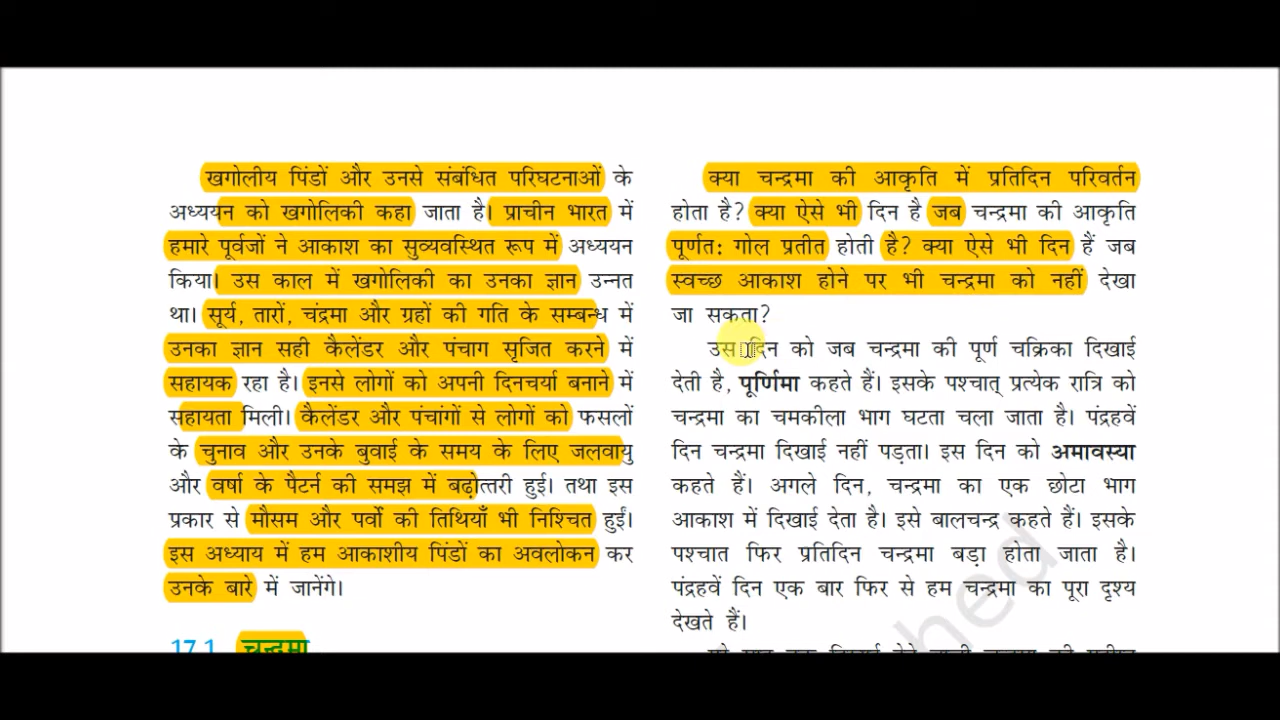 खगोलीय पिंडों और उनसे संबंधित परिघटनाओं के
अध्ययन को खगोलिकी कहा जाता है। प्राचीन भारत में
हमारे पूर्वजों ने आकाश का सुव्यवस्थित रूप में अध्ययन
किया। उस काल में खगोलिकी का उनका ज्ञान उन्नत
था। सूर्य, तारों, चंद्रमा और ग्रहों की गति के सम्बन्ध में
उनका ज्ञान सही कैलेंडर और पंचाग सृजित करने में
सहायक रहा है। इनसे लोगों को अपनी दिनचर्या बनाने में
सहायता मिली। कैलेंडर और पंचांगों से लोगों को फसलों
के चुनाव और उनके बुवाई के समय के लिए जलवायु
और वर्षा के पैटर्न की समझ में बढ़ोत्तरी हुई। तथा इस
प्रकार से मौसम और पर्वो की तिथियाँ भी निश्चित हुईं।
इस अध्याय में हम आकाशीय पिंडों का अवलोकन कर
उनके बारे में जानेंगे।
17.1 चन्द्रमा
क्या चन्द्रमा की आकृति में प्रतिदिन परिवर्तन
होता है? क्या ऐसे भी दिन है जब चन्द्रमा की आकृति
पूर्णत: गोल प्रतीत होती है? क्या ऐसे भी दिन हैं जब
स्वच्छ आकाश होने पर भी चन्द्रमा को नहीं देखा
जा सकता?
उस दिन को जब चन्द्रमा की पूर्ण चक्रिका दिखाई
देती है, पूर्णिमा कहते हैं। इसके पश्चात् प्रत्येक रात्रि को
चन्द्रमा का चमकीला भाग घटता चला जाता है। पंद्रहवें
दिन चन्द्रमा दिखाई नहीं पड़ता। इस दिन को अमावस्या
कहते हैं। अगले दिन, चन्द्रमा का एक छोटा भाग
आकाश में दिखाई देता है। इसे बालचन्द्र कहते हैं। इसके
पश्चात फिर प्रतिदिन चन्द्रमा बड़ा होता जाता है।
पंद्रहवें दिन एक बार फिर से हम चन्द्रमा का पूरा दृश्य
देखते हैं।